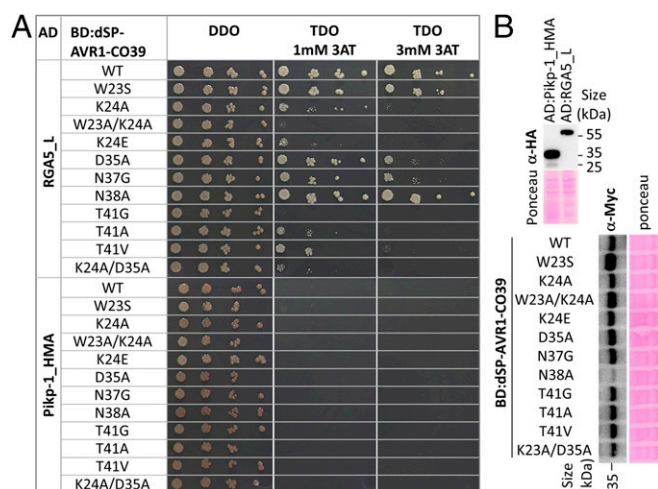 A
AD BD:dSP-AVR1-CO39 DDO TDO 1mM 3AT TDO 3mM 3AT
RGA5_L
WT
W23S
K24A
W23A/K24A
K24E
D35A
N37G
N38A
T41G
T41A
T41V
K24A/D35A
Pikp-1_HMA
WT
W23S
K24A
W23A/K24A
K24E
D35A
N37G
N38A
T41G
T41A
T41V
K24A/D35A
B
AD:Pikp-1_HMA
AD:RGA5_L
Size (kDa)
55
35
25
Ponceau α-HA
α-Myc
ponceau
BD:dSP-AVR1-CO39
WT
W23S
K24A
W23A/K24A
K24E
D35A
N37G
N38A
T41G
T41A
T41V
K23A/D35A
Size (kDa)
35